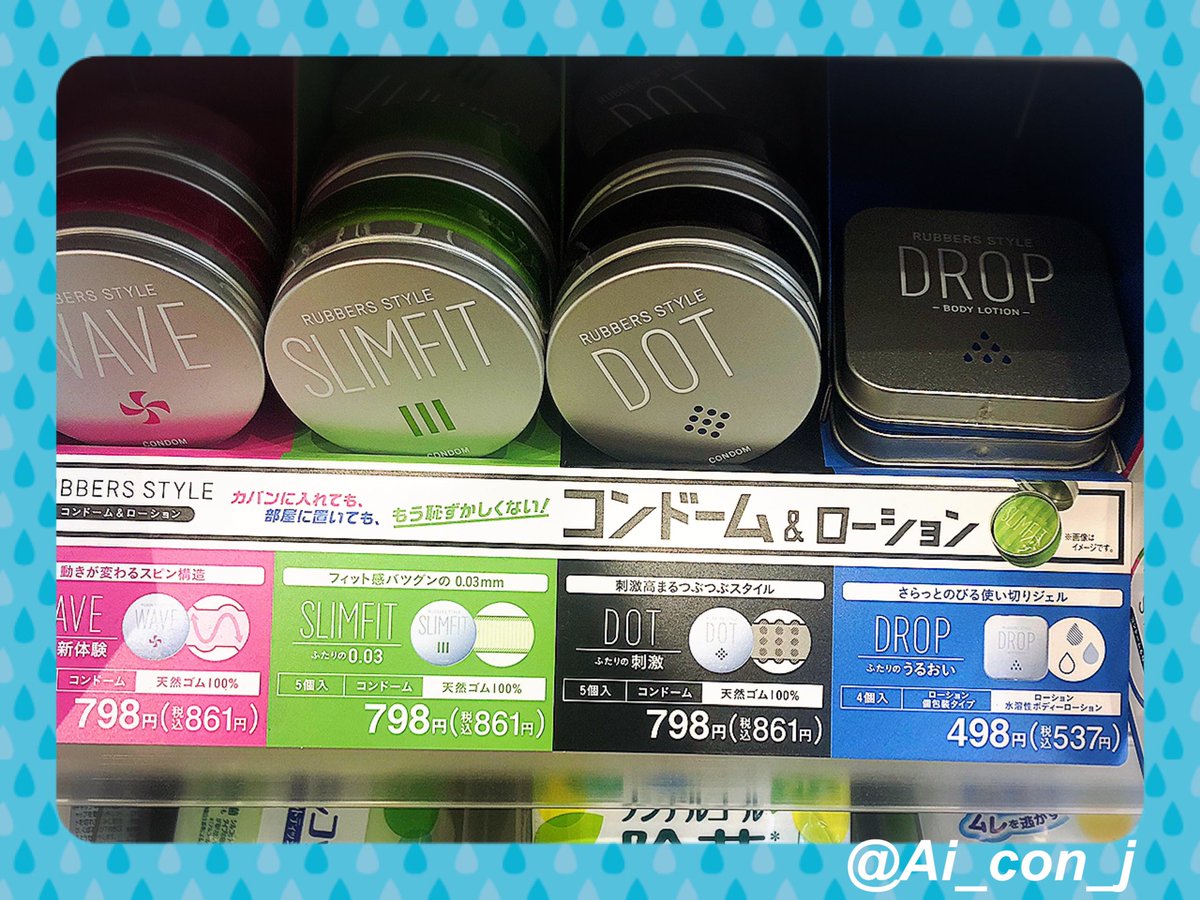 RUBBERS STYLE
DROP
– BODY LOTION –
BERS STYLE
WAVE
CONDOM
RUBBERS STYLE
SLIMFIT
CONDOM
RUBBERS STYLE
DOT
CONDOM
BBERS STYLE
コンドーム&ローション
カバンに入れても、
部屋に置いても、
もう恥ずかしくない!
コンドーム & ローション
SLIMFIT
※画像は
イメージです。
動きが変わるスピン構造
AVE
新体験
WAVE
コンドーム
天然ゴム100%
798円(税込861円)
フィット感バツグンの 0.03mm
SLIMFIT
ふたりの0.03
SLIMFIT
5個入
コンドーム
天然ゴム100%
798円(税込861円)
刺激高まるつぶつぶスタイル
DOT
ふたりの刺激
DOT
5個入
コンドーム
天然ゴム100%
798円(税込861円)
さらっとのびる使い切りジェル
DROP
ふたりのうるおい
DROP
4個入
ローション
個包装タイプ
ローション
水溶性ボディーローション
498円(税込537円)
ムレを逃がす
@Ai_con_j